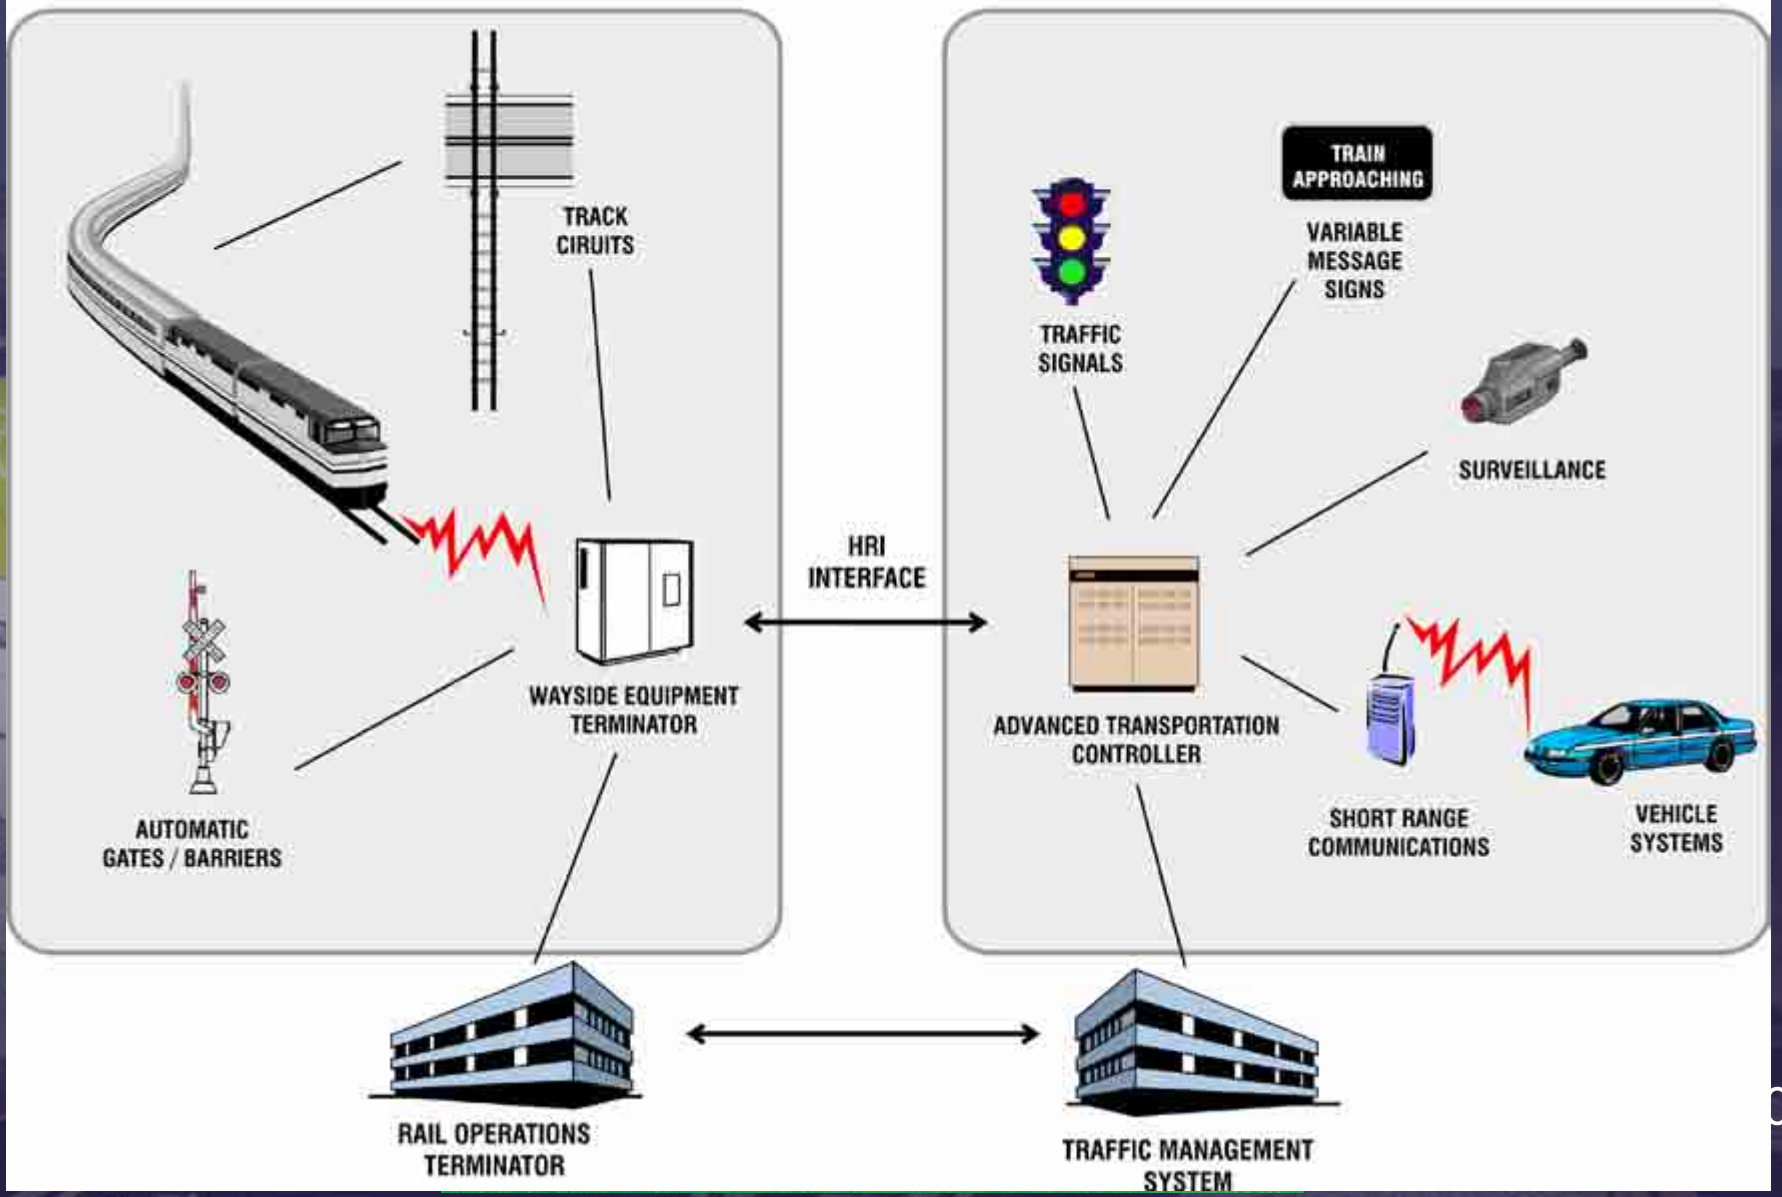 TRACK
CIRUITS
TRAIN
APPROACHING
VARIABLE
MESSAGE
SIGNS
TRAFFIC
SIGNALS
SURVEILLANCE
HRI
INTERFACE
WAYSIDE EQUIPMENT
TERMINATOR
ADVANCED TRANSPORTATION
CONTROLLER
AUTOMATIC
GATES / BARRIERS
SHORT RANGE
COMMUNICATIONS
VEHICLE
SYSTEMS
RAIL OPERATIONS
TERMINATOR
TRAFFIC MANAGEMENT
SYSTEM